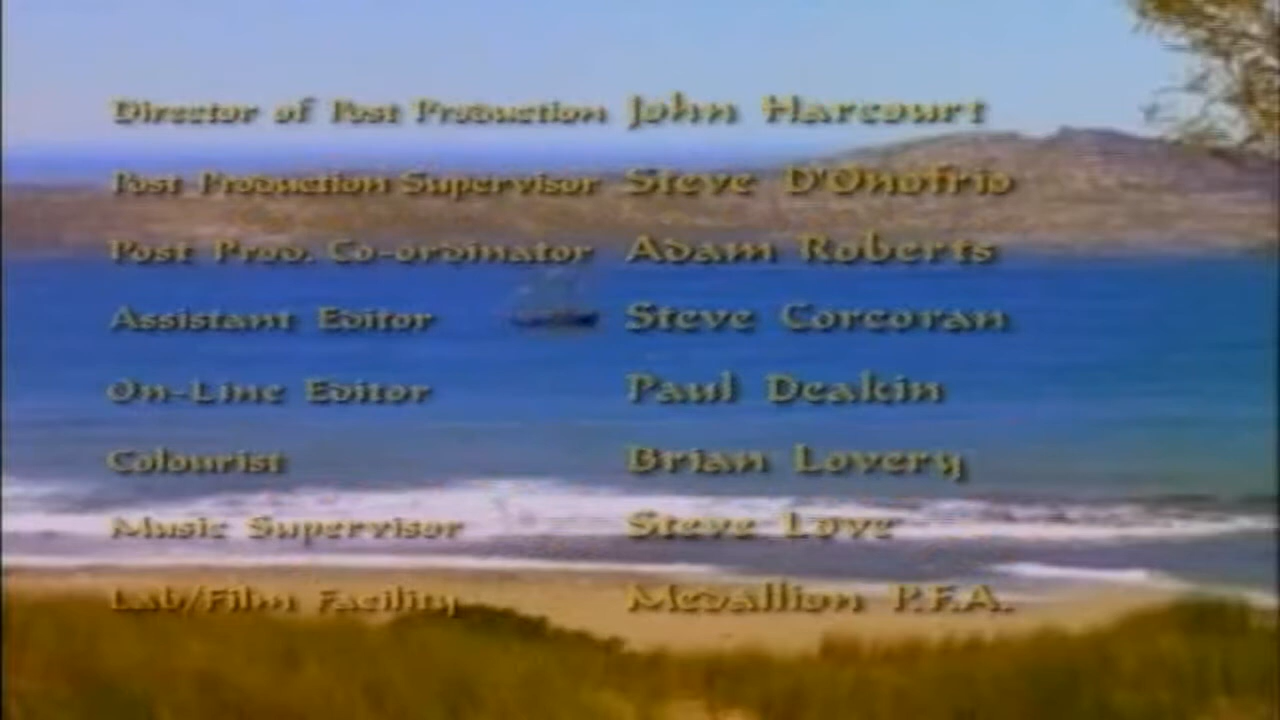 Director of Post Production John Harcourt
Post Production Supervisor Steve D'Onofrio
Post Prod. Co-ordinator Adam Roberts
Assistant Editor Steve Corcoran
On-Line Editor Paul Deakin
Colourist Brian Lovery
Music Supervisor Steve Love
Lab/Film Facility Medallion P.F.A.